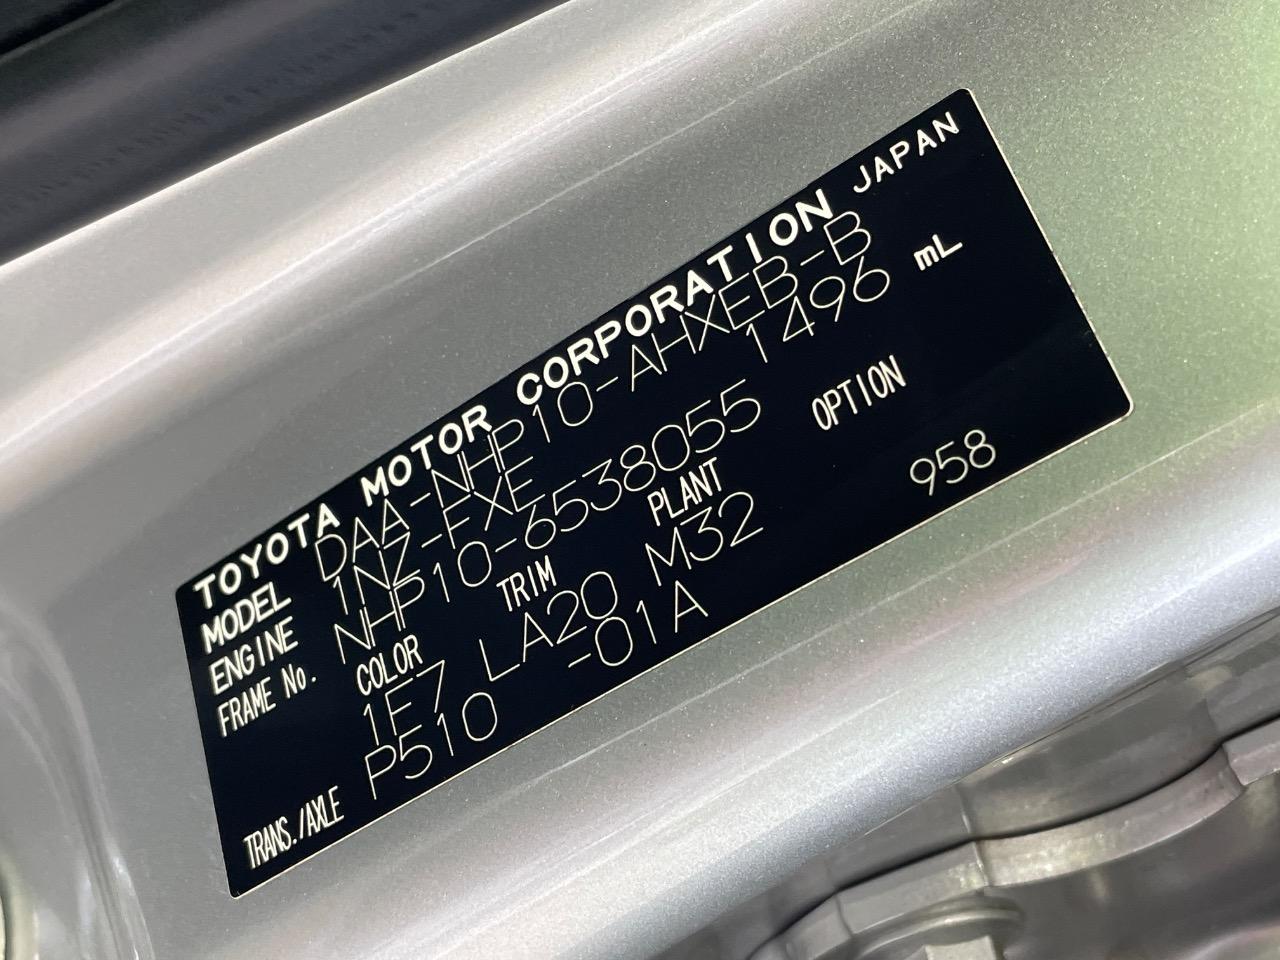 TOYOTA MOTOR CORPORATION JAPAN
MODEL DAA-NHP10-AHXEB-B
ENGINE 1NZ-FXE 1496 mL
FRAME No. NHP10-6538055
COLOR TRIM PLANT OPTION
1E7 LA20 M32 958
TRANS./AXLE P510 -01A